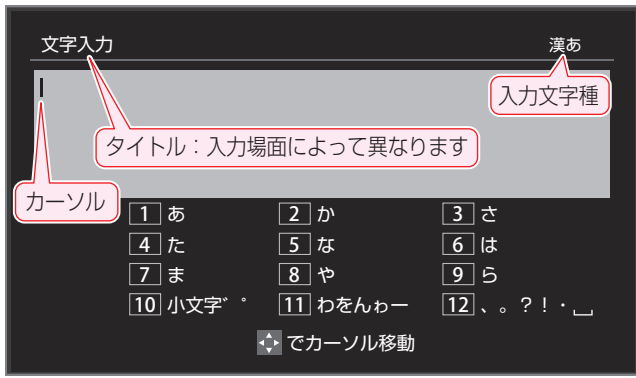 文字入力 漢あ
入力文字種
タイトル：入力場面によって異なります
カーソル
1 あ 2 か 3 さ
4 た 5 な 6 は
7 ま 8 や 9 ら
10 小文字゛゜ 11 わをんゎー 12 、。？！・␣
でカーソル移動